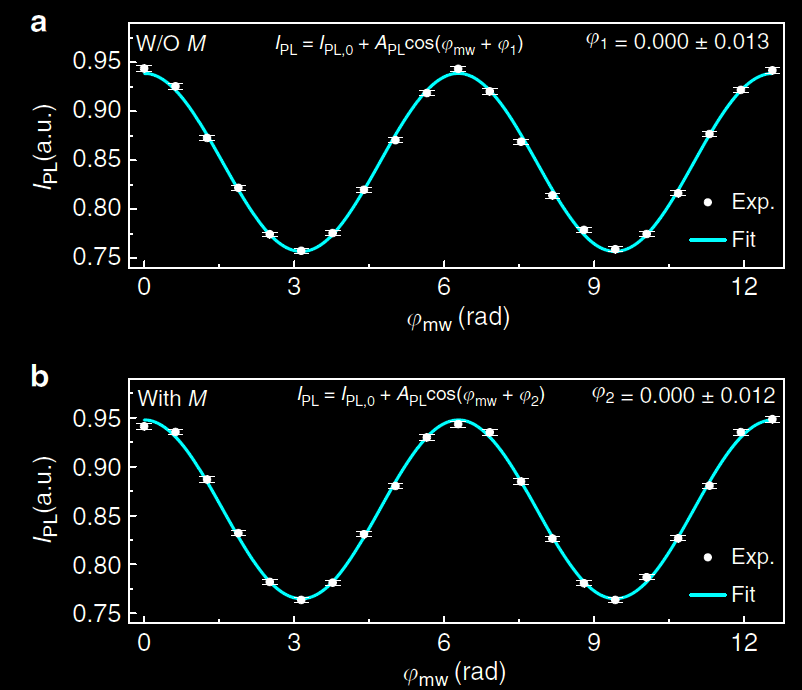 a
W/O M
I_PL = I_PL,0 + A_PL cos(φ_mw + φ_1)
φ_1 = 0.000 ± 0.013
I_PL (a.u.)
0.95
0.90
0.85
0.80
0.75
Exp.
Fit
0 3 6 9 12
φ_mw (rad)
b
With M
I_PL = I_PL,0 + A_PL cos(φ_mw + φ_2)
φ_2 = 0.000 ± 0.012
I_PL (a.u.)
0.95
0.90
0.85
0.80
0.75
Exp.
Fit
0 3 6 9 12
φ_mw (rad)